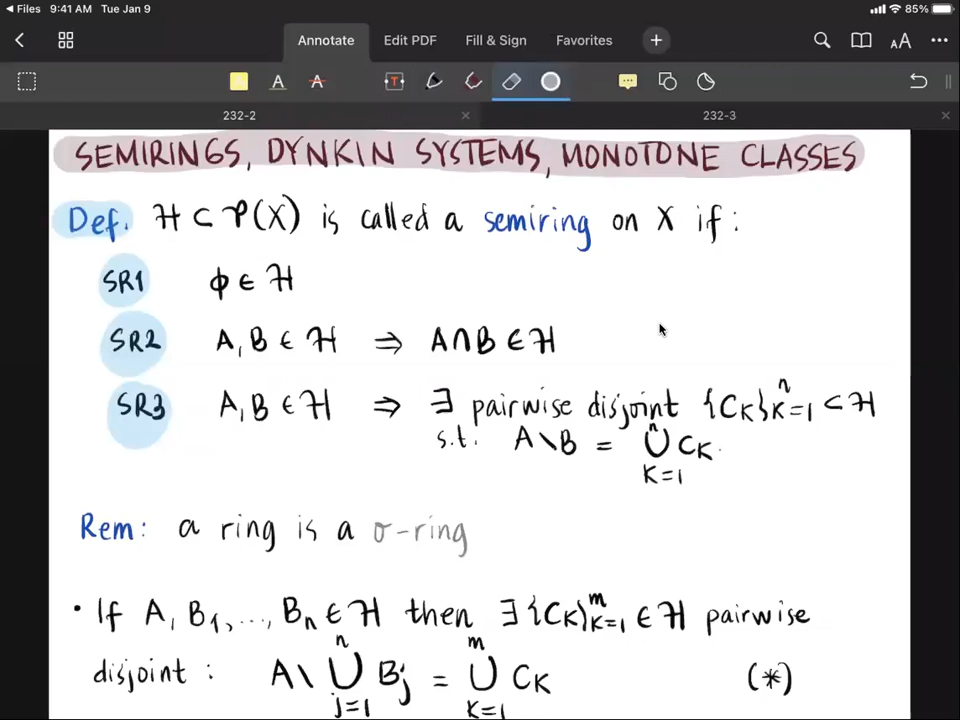 Files 9:41 AM Tue Jan 9 85%
Annotate Edit PDF Fill & Sign Favorites
232-2 232-3
SEMIRINGS, DYNKIN SYSTEMS, MONOTONE CLASSES
Def. ℋ ⊂ 𝒫(X) is called a semiring on X if:
SR1 ϕ ∈ ℋ
SR2 A, B ∈ ℋ ⇒ A∩B ∈ ℋ
SR3 A, B ∈ ℋ ⇒ ∃ pairwise disjoint {C_K}_{K=1}^n ⊂ ℋ
s.t. A\B = ⋃_{K=1}^n C_K.
Rem: a ring is a σ-ring
• If A, B_1, ..., B_n ∈ ℋ then ∃ {C_K}_{K=1}^m ∈ ℋ pairwise
disjoint: A \ ⋃_{j=1}^n B_j = ⋃_{K=1}^m C_K (*)